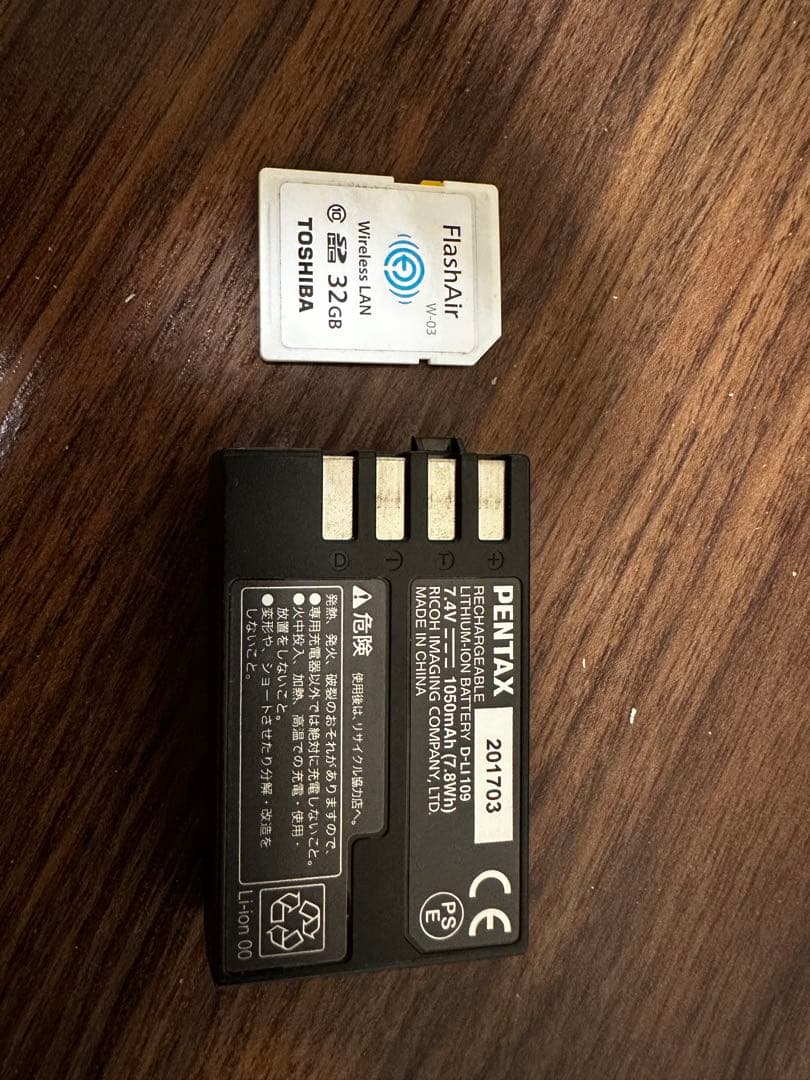 FlashAir
W-03
Wireless LAN
⑩ SD HC 32GB
TOSHIBA
D
−
T
+
PENTAX
201703
RECHARGEABLE
LITHIUM-ION BATTERY D-LI109
7.4V ⎓ 1050mAh (7.8Wh)
RICOH IMAGING COMPANY, LTD.
MADE IN CHINA
CE
PS
E
危険 使用後は、リサイクル協力店へ。
発熱、発火、破裂のおそれがありますので、
●専用充電器以外では絶対に充電しないこと。
●火中投入、加熱、高温での充電・使用・
放置をしないこと。
●変形や、ショートさせたり分解・改造を
しないこと。
Li-ion 00